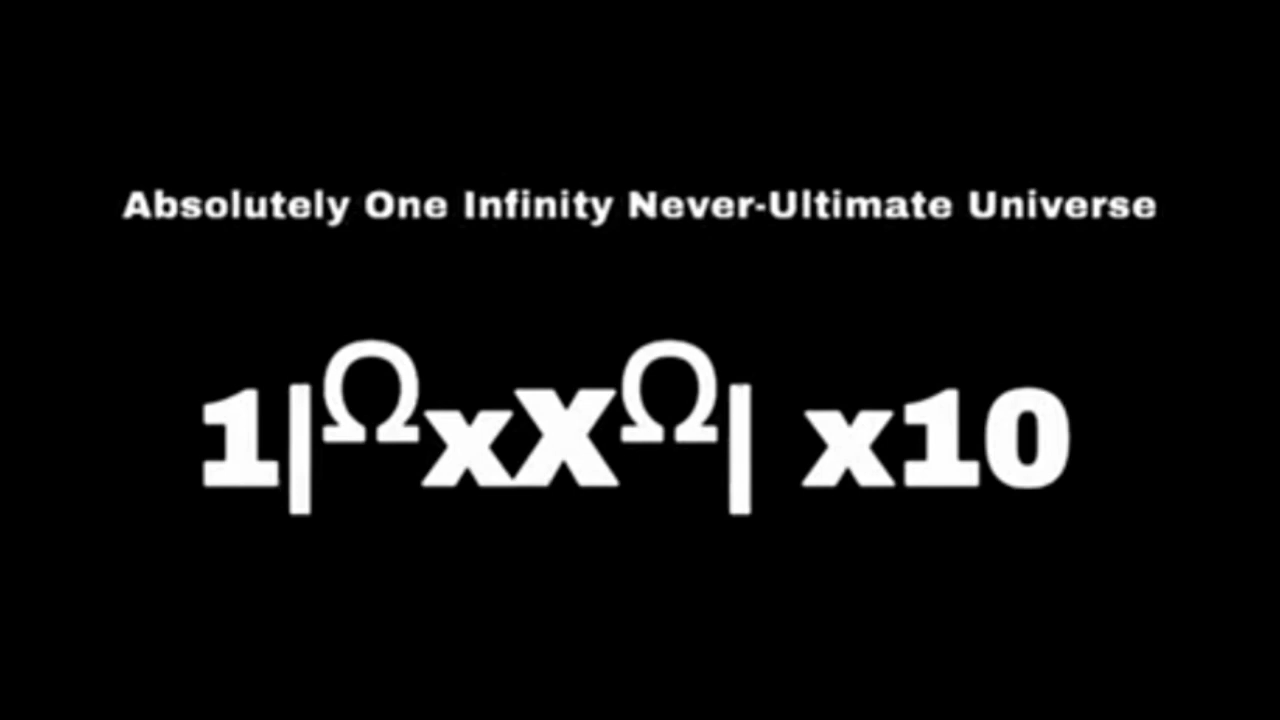 Absolutely One Infinity Never-Ultimate Universe
1|ΩxXΩ| x10